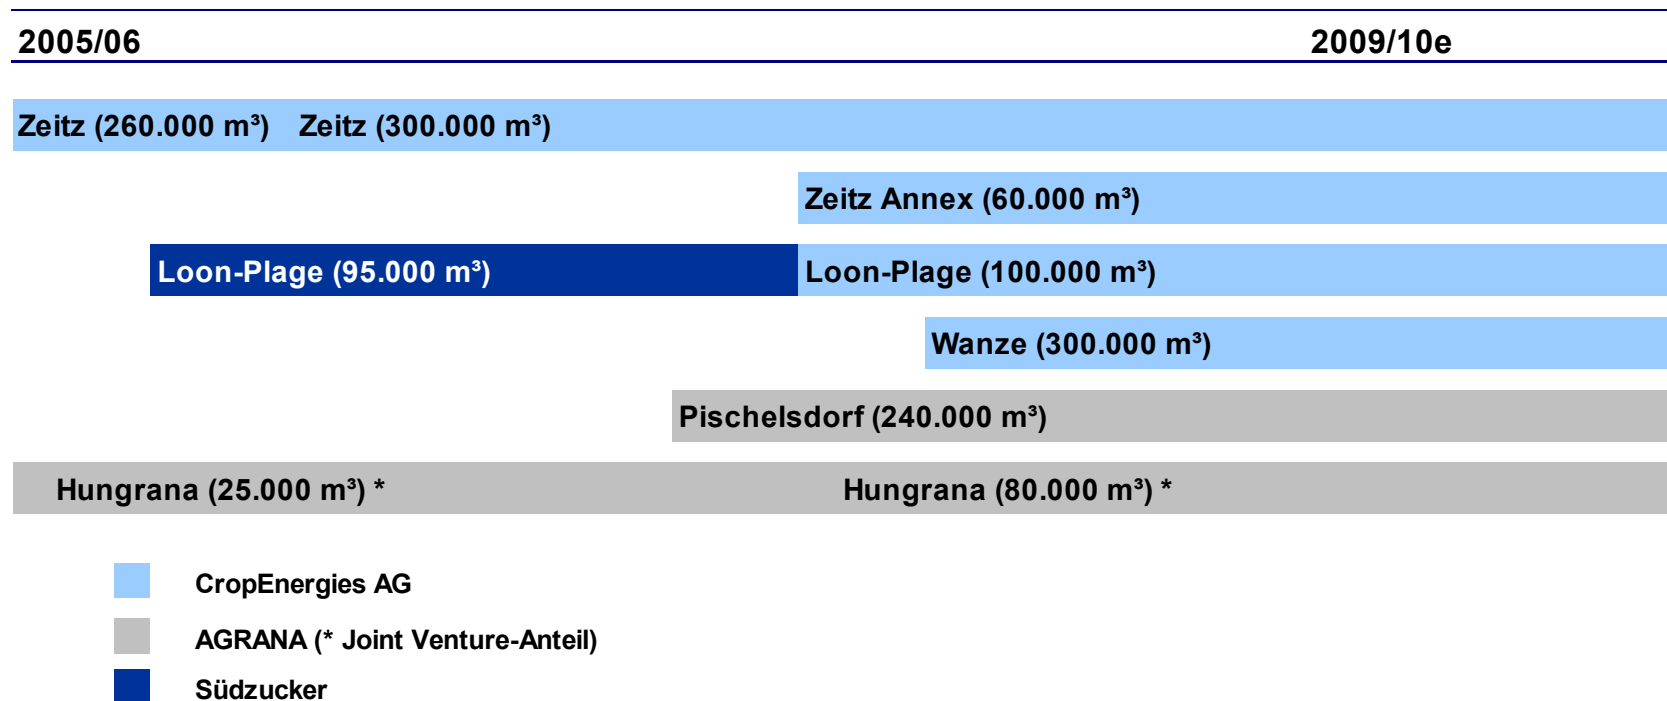 2005/06 2009/10e
Zeitz (260.000 m³) Zeitz (300.000 m³)
Zeitz Annex (60.000 m³)
Loon-Plage (95.000 m³) Loon-Plage (100.000 m³)
Wanze (300.000 m³)
Pischelsdorf (240.000 m³)
Hungrana (25.000 m³) * Hungrana (80.000 m³) *
CropEnergies AG
AGRANA (* Joint Venture-Anteil)
Südzucker